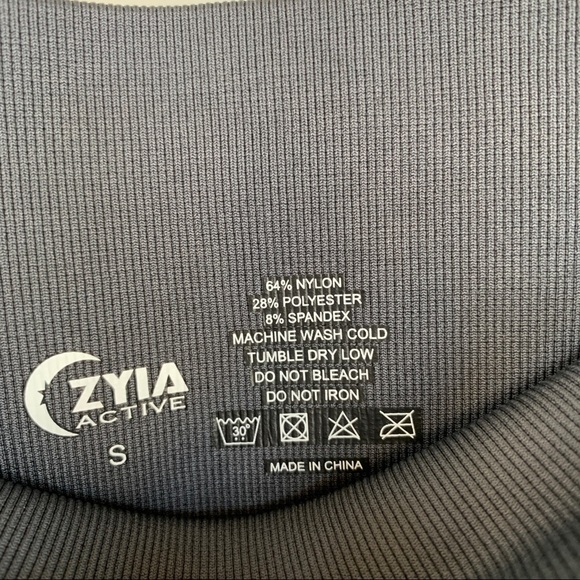 64% NYLON
28% POLYESTER
8% SPANDEX
MACHINE WASH COLD
TUMBLE DRY LOW
DO NOT BLEACH
DO NOT IRON
30°
MADE IN CHINA
ZYIA
ACTIVE
S